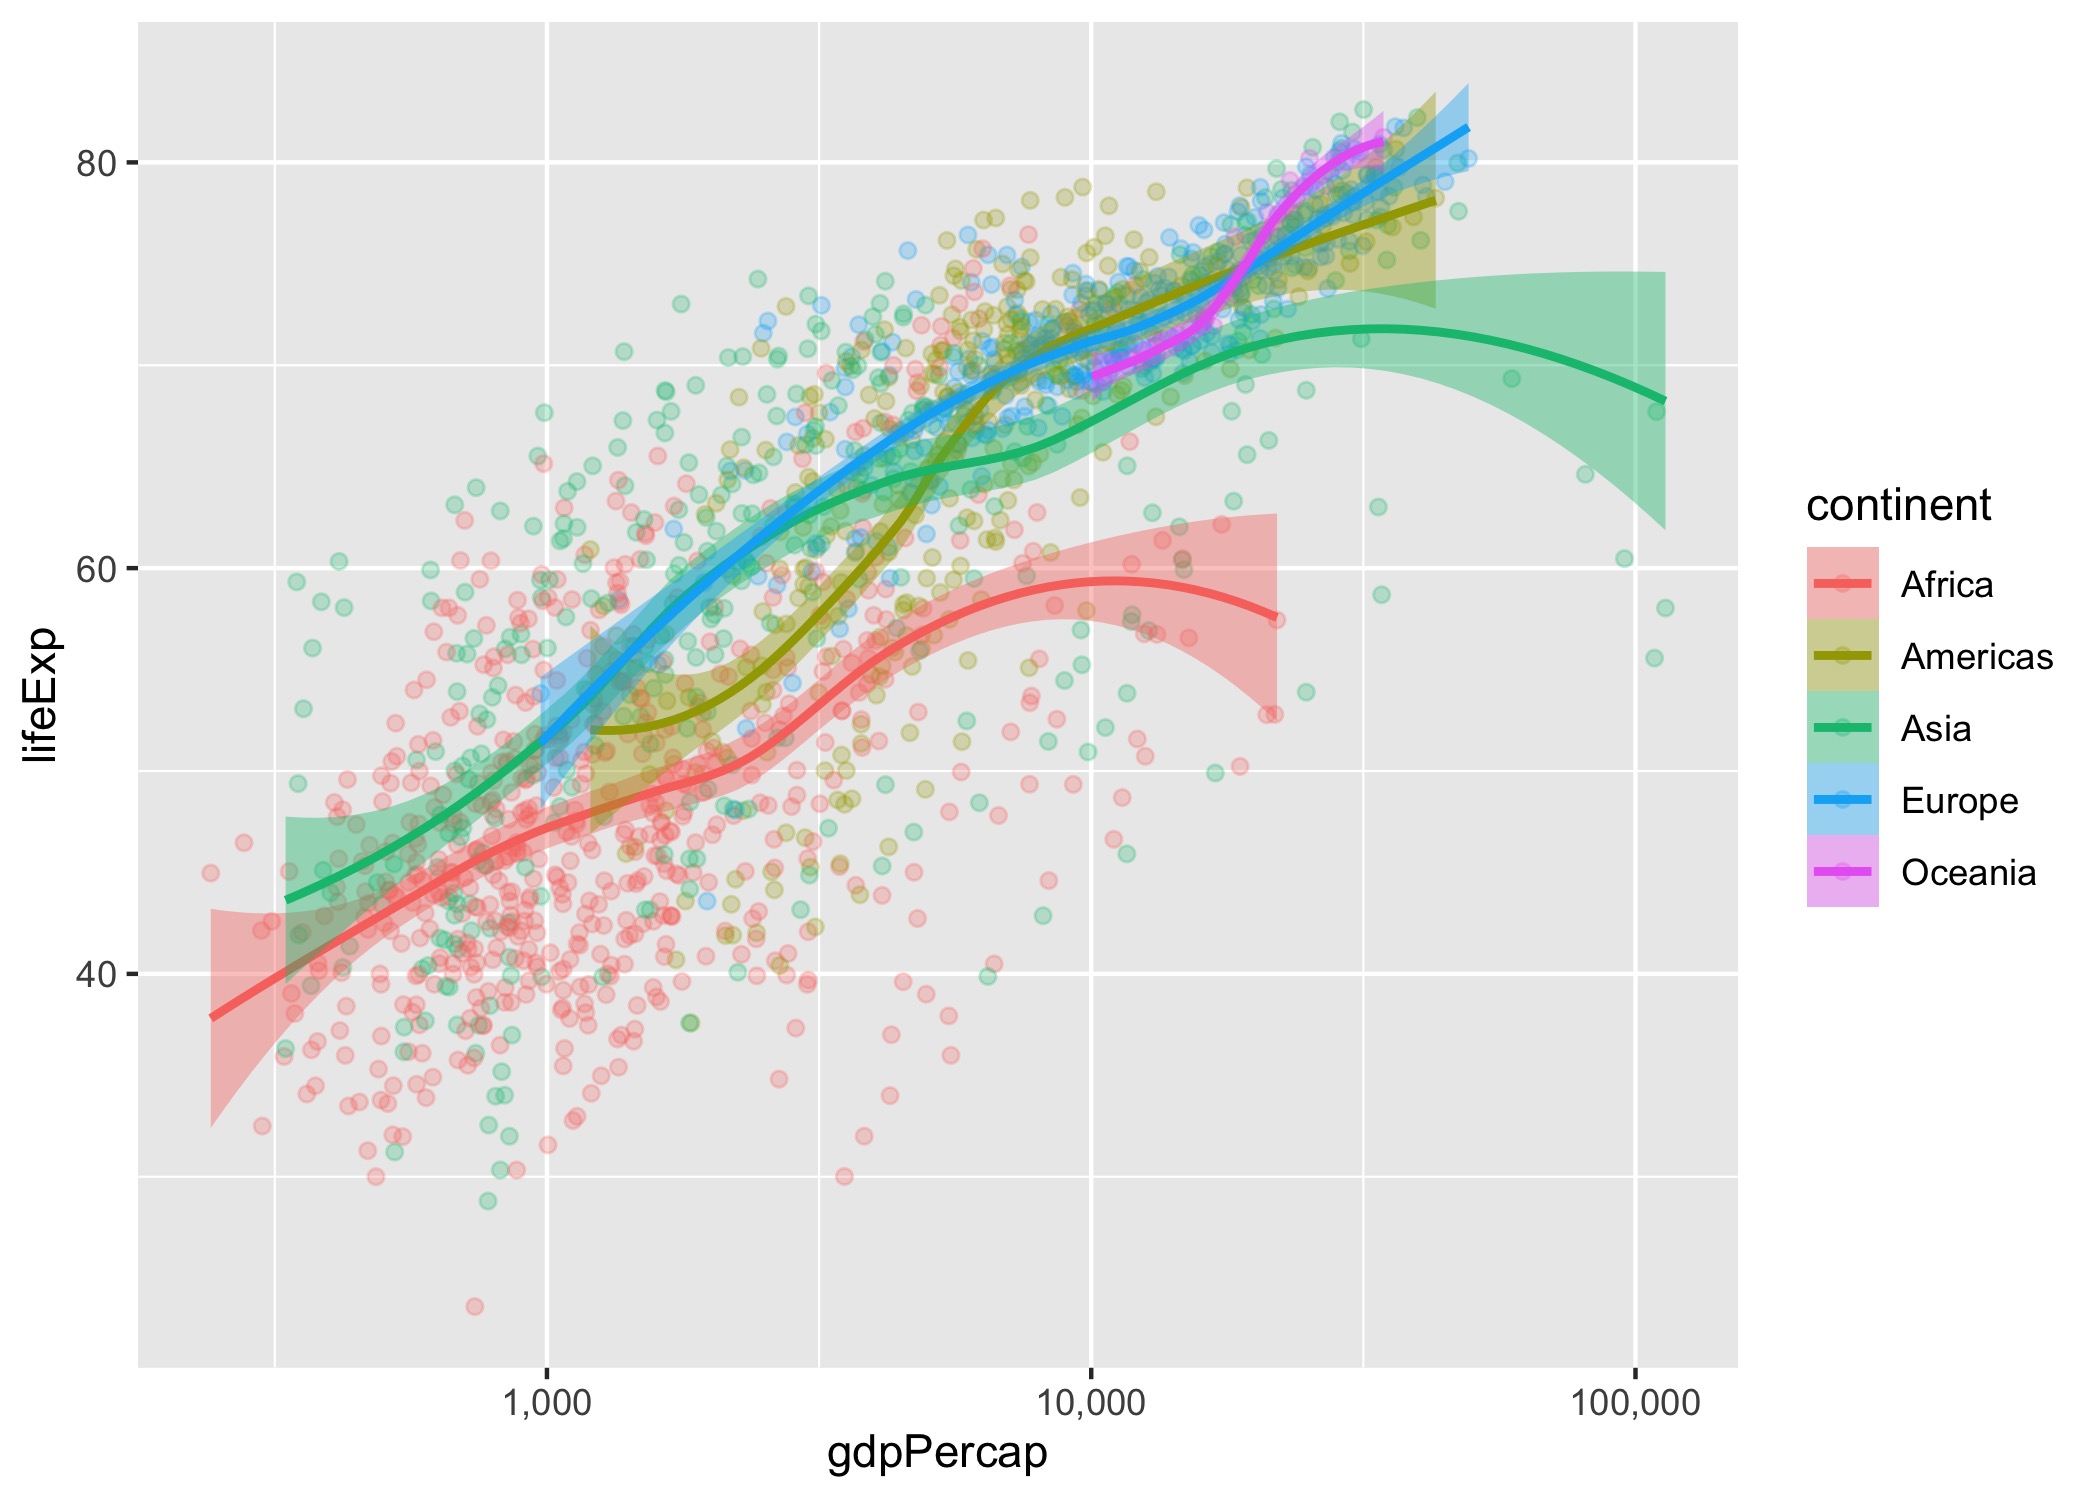 lifeExp
80
60
40
1,000
10,000
100,000
gdpPercap
continent
Africa
Americas
Asia
Europe
Oceania